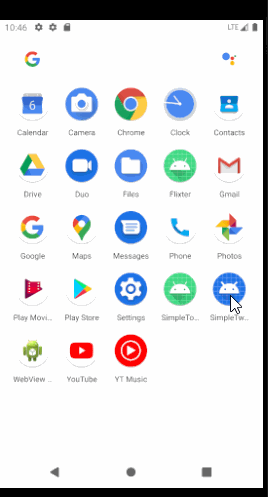 10:46 LTE
6
Calendar Camera Chrome Clock Contacts
Drive Duo Files Flixter Gmail
Google Maps Messages Phone Photos
Play Movi... Play Store Settings SimpleTo... SimpleTw...
WebView ... YouTube YT Music